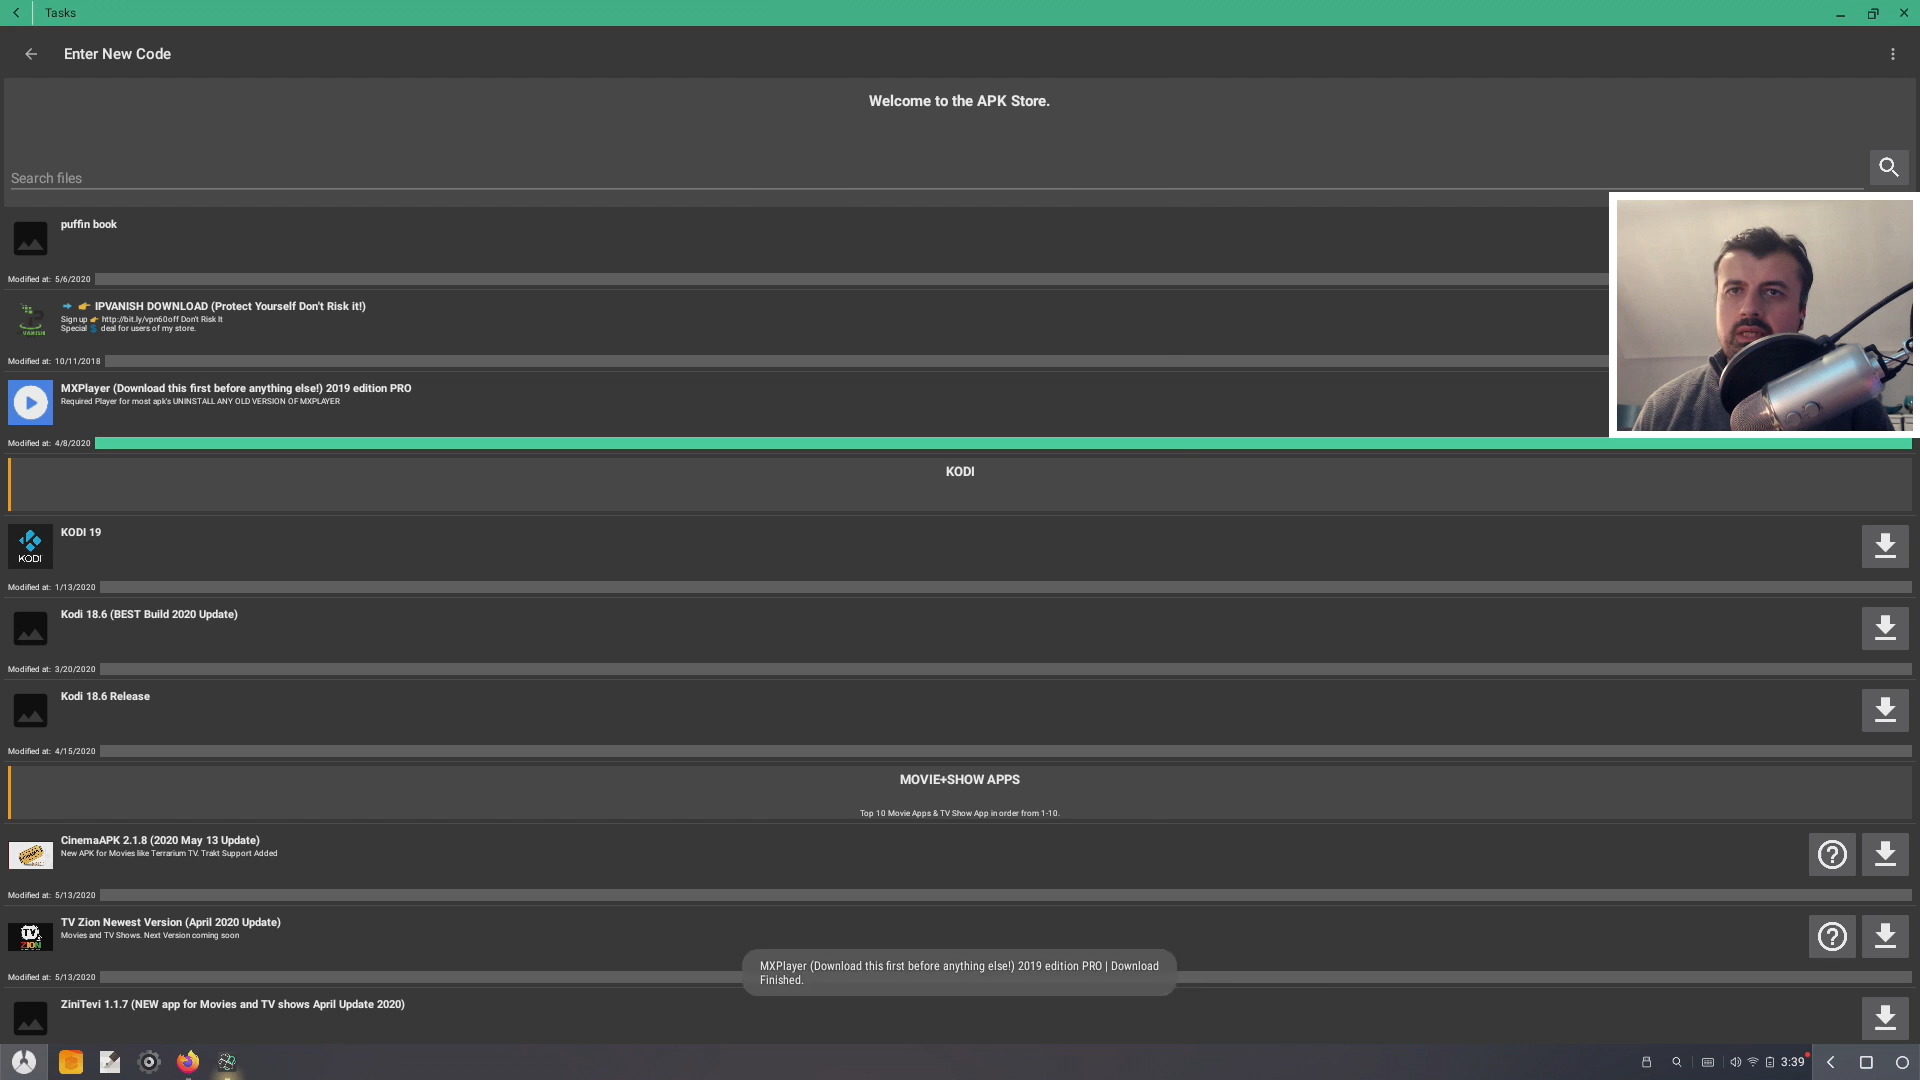 Tasks
Enter New Code
Welcome to the APK Store.
Search files
puffin book
Modified at: 5/6/2020
IPVANISH DOWNLOAD (Protect Yourself Don't Risk it!)
Sign up 👉 http://bit.ly/vpn60off Don't Risk It
Special 💲 deal for users of my store.
VANISH
Modified at: 10/11/2018
MXPlayer (Download this first before anything else!) 2019 edition PRO
Required Player for most apk's UNINSTALL ANY OLD VERSION OF MXPLAYER
Modified at: 4/8/2020
KODI
KODI 19
KODI
Modified at: 1/13/2020
Kodi 18.6 (BEST Build 2020 Update)
Modified at: 3/20/2020
Kodi 18.6 Release
Modified at: 4/15/2020
MOVIE+SHOW APPS
Top 10 Movie Apps & TV Show App in order from 1-10.
CinemaAPK 2.1.8 (2020 May 13 Update)
New APK for Movies like Terrarium TV. Trakt Support Added
Modified at: 5/13/2020
TV Zion Newest Version (April 2020 Update)
Movies and TV Shows. Next Version coming soon
TV
ZION
Modified at: 5/13/2020
MXPlayer (Download this first before anything else!) 2019 edition PRO | Download
Finished.
ZiniTevi 1.1.7 (NEW app for Movies and TV shows April Update 2020)
3:39